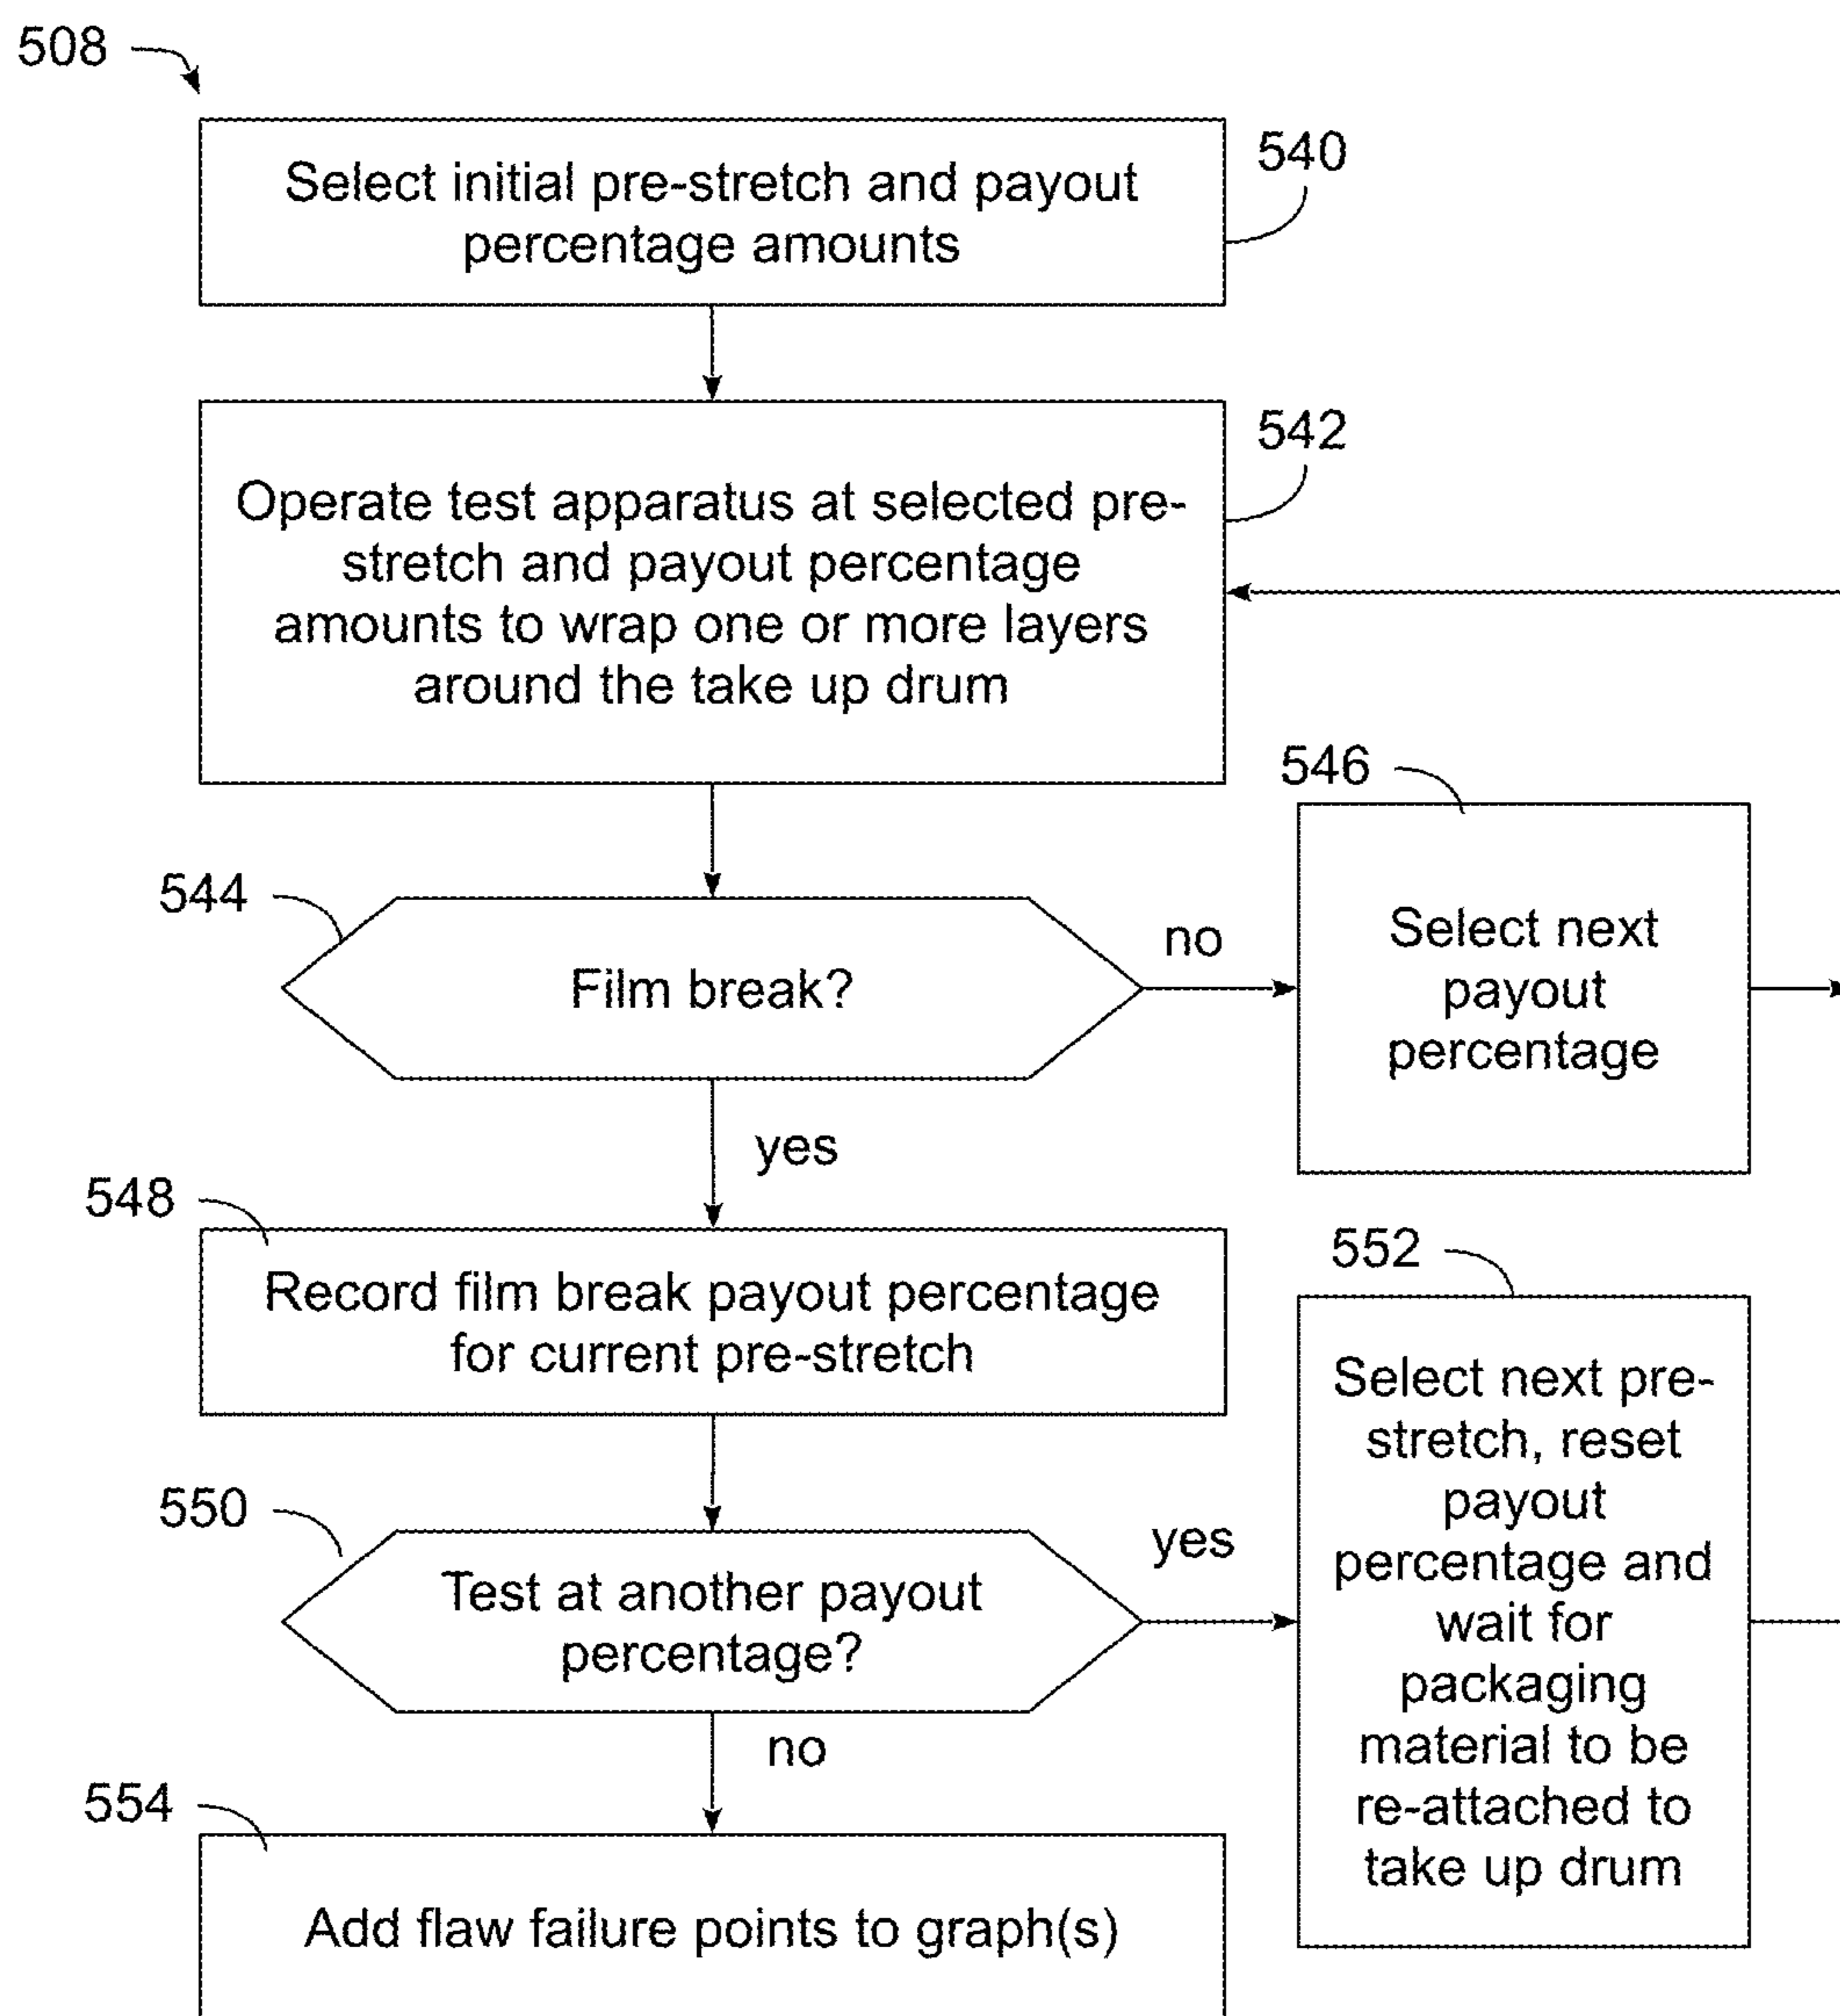 508
Select initial pre-stretch and payout
percentage amounts
540
Operate test apparatus at selected pre-
stretch and payout percentage
amounts to wrap one or more layers
around the take up drum
542
544
Film break?
no
546
Select next
payout
percentage
yes
548
Record film break payout percentage
for current pre-stretch
550
Test at another payout
percentage?
yes
552
Select next pre-
stretch, reset
payout
percentage and
wait for
packaging
material to be
re-attached to
take up drum
no
554
Add flaw failure points to graph(s)